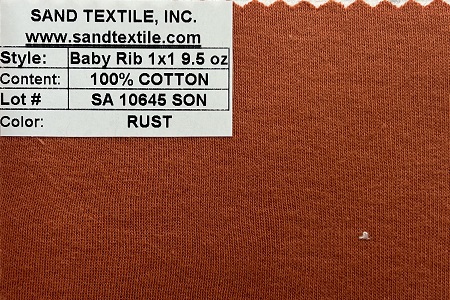 SAND TEXTILE, INC.
www.sandtextile.com
Style: Baby Rib 1x1 9.5 oz
Content: 100% COTTON
Lot # SA 10645 SON
Color: RUST